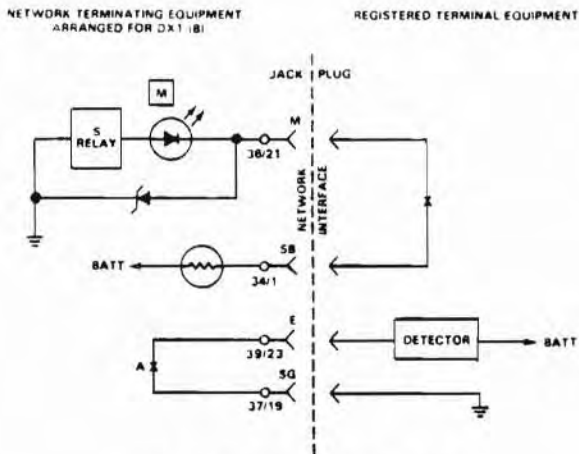 NETWORK TERMINATING EQUIPMENT
ARRANGED FOR DX1 (B)
REGISTERED TERMINAL EQUIPMENT
JACK
PLUG
M
S
RELAY
M
36/21
NETWORK
INTERFACE
BATT
SB
34/1
E
39/23
DETECTOR
BATT
A
SG
37/19